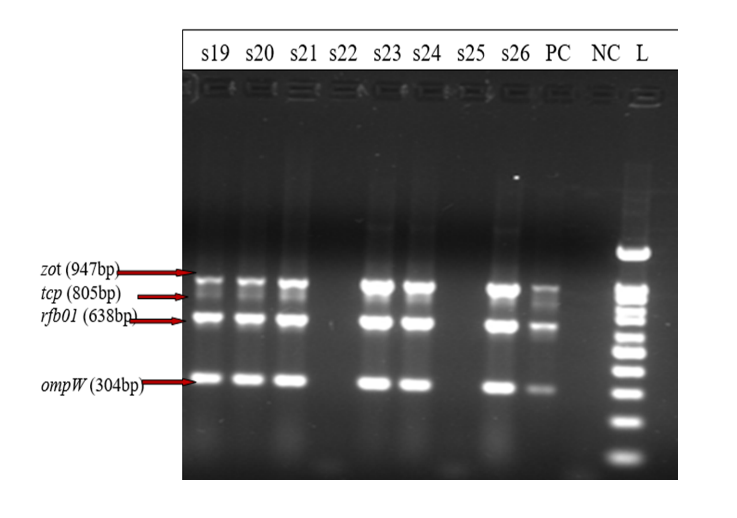 s19 s20 s21 s22 s23 s24 s25 s26 PC NC L
zot (947bp)
tcp (805bp)
rfb01 (638bp)
ompW (304bp)